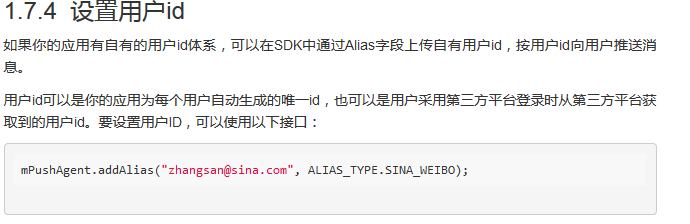 1.7.4 设置用户id
如果你的应用有自有的用户id体系，可以在SDK中通过Alias字段上传自有用户id，按用户id向用户推送消
息。
用户id可以是你的应用为每个用户自动生成的唯一id，也可以是用户采用第三方平台登录时从第三方平台获
取到的用户id。要设置用户ID，可以使用以下接口：
mPushAgent.addAlias("zhangsan@sina.com", ALIAS_TYPE.SINA_WEIBO);